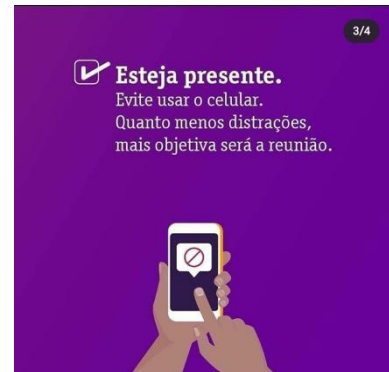 3/4
Esteja presente.
Evite usar o celular.
Quanto menos distrações,
mais objetiva será a reunião.